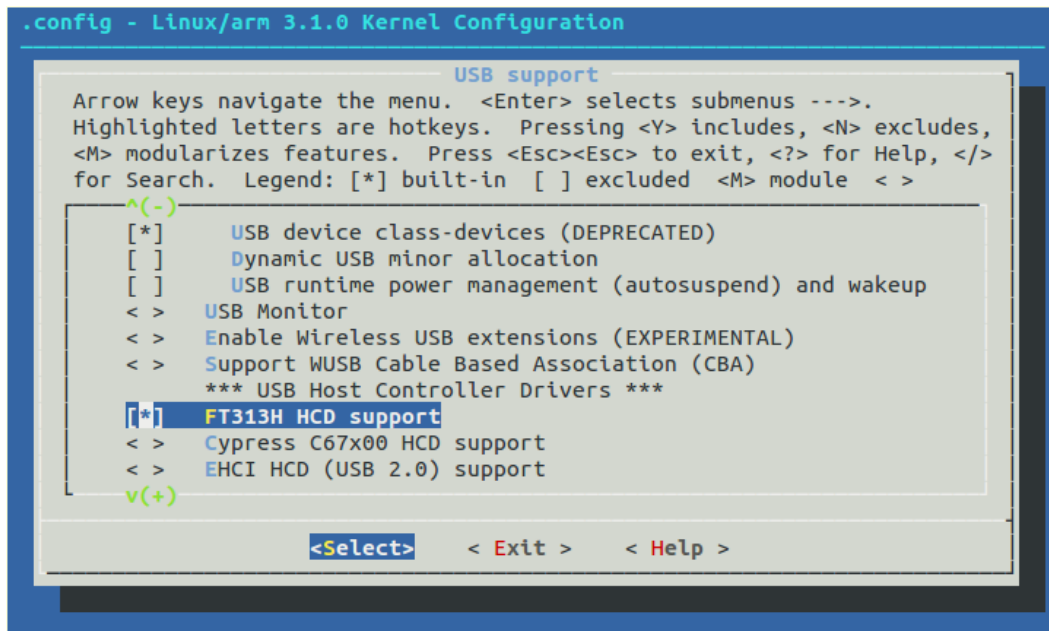 .config - Linux/arm 3.1.0 Kernel Configuration
USB support
Arrow keys navigate the menu.  <Enter> selects submenus --->.
Highlighted letters are hotkeys.  Pressing <Y> includes, <N> excludes,
<M> modularizes features.  Press <Esc><Esc> to exit, <?> for Help, </>
for Search.  Legend: [*] built-in  [ ] excluded  <M> module  < >
^(-)
[*]     USB device class-devices (DEPRECATED)
[ ]     Dynamic USB minor allocation
[ ]     USB runtime power management (autosuspend) and wakeup
< >   USB Monitor
< >   Enable Wireless USB extensions (EXPERIMENTAL)
< >   Support WUSB Cable Based Association (CBA)
*** USB Host Controller Drivers ***
[*]   FT313H HCD support
< >   Cypress C67x00 HCD support
< >   EHCI HCD (USB 2.0) support
v(+)
<Select>    < Exit >    < Help >